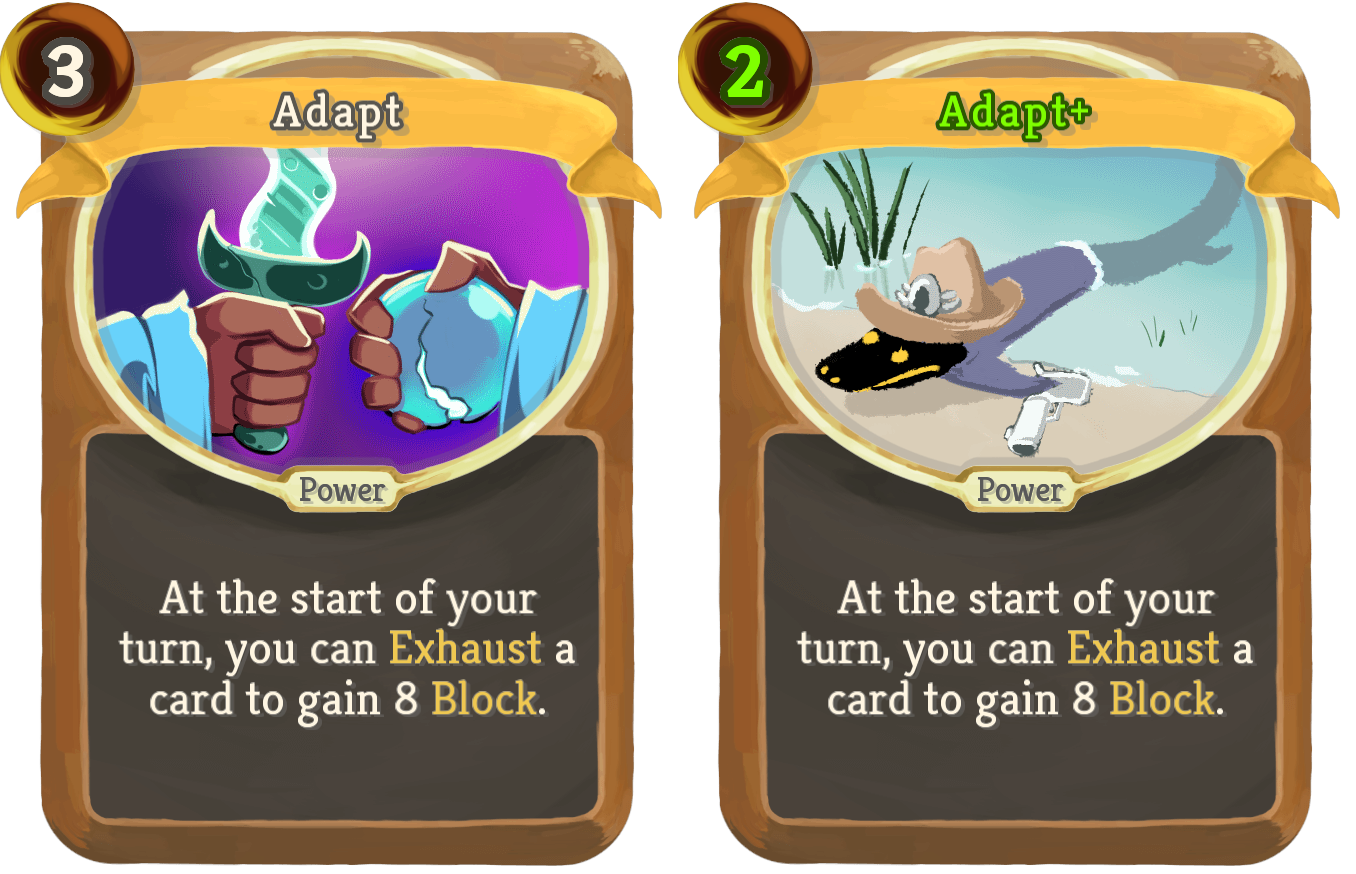 3
Adapt
Power
At the start of your
turn, you can Exhaust a
card to gain 8 Block.
2
Adapt+
Power
At the start of your
turn, you can Exhaust a
card to gain 8 Block.